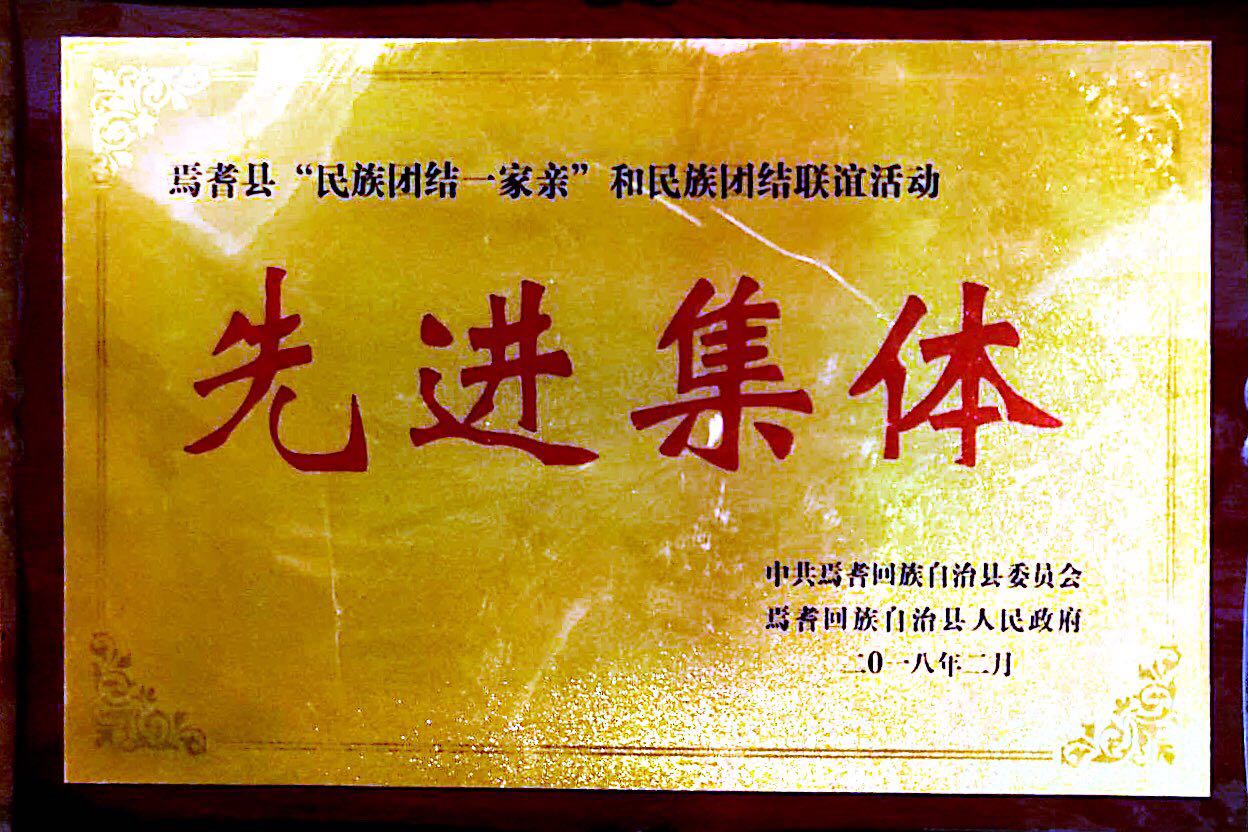 焉耆县“民族团结一家亲”和民族团结联谊活动
先进集体
中共焉耆回族自治县委员会
焉耆回族自治县人民政府
二0一八年二月